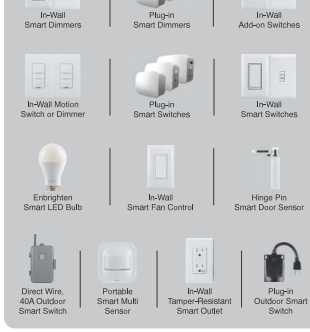 In-Wall
Smart Dimmers
Plug-in
Smart Dimmers
In-Wall
Add-on Switches
In-Wall Motion
Switch or Dimmer
Plug-in
Smart Switches
In-Wall
Smart Switches
Enbrighten
Smart LED Bulb
In-Wall
Smart Fan Control
Hinge Pin
Smart Door Sensor
Direct Wire,
40A Outdoor
Smart Switch
Portable
Smart Multi
Sensor
In-Wall
Tamper-Resistant
Smart Outlet
Plug-in
Outdoor Smart
Switch